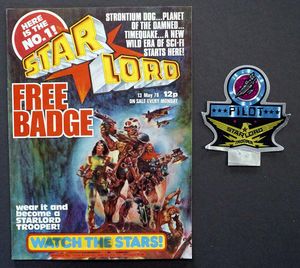 HERE IS THE NO.1!
STRONTIUM DOG...PLANET
OF THE DAMNED...
TIMEQUAKE...A NEW
WILD ERA OF SCI-FI
STARTS HERE!
STAR
LORD
13 May 78 12p
ON SALE EVERY MONDAY
FREE
BADGE
wear it and
become a
STARLORD
TROOPER!
WATCH THE STARS!
PILOT
STARLORD
TROOPER